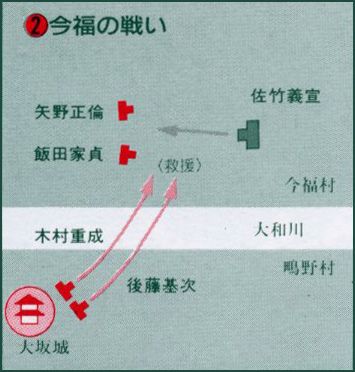 ❷今福の戦い
佐竹義宣
矢野正倫
飯田家貞
〈救援〉
今福村
木村重成
大和川
鴫野村
後藤基次
大坂城